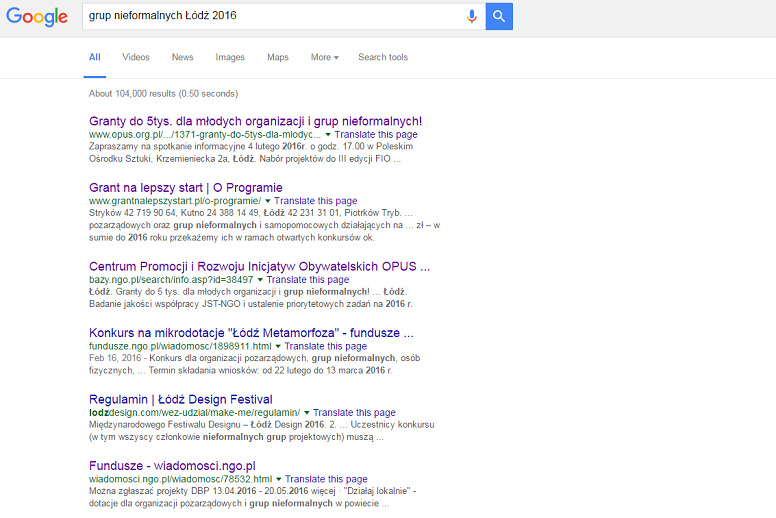 Google
grup nieformalnych Łódź 2016
All Videos News Images Maps More Search tools
About 104,000 results (0.50 seconds)
Granty do 5tys. dla młodych organizacji i grup nieformalnych!
www.opus.org.pl/.../1371-granty-do-5tys-dla-mlodyc... Translate this page
Zapraszamy na spotkanie informacyjne 4 lutego 2016r. o godz. 17.00 w Poleskim
Ośrodku Sztuki, Krzemieniecka 2a, Łódź. Nabór projektów do III edycji FIO ...
Grant na lepszy start | O Programie
www.grantnalepszystart.pl/o-programie/ Translate this page
Stryków 42 719 90 64, Kutno 24 388 14 49, Łódź 42 231 31 01, Piotrków Tryb. ...
pozarządowych oraz grup nieformalnych i samopomocowych działających na ... zł – w
sumie do 2016 roku przekażemy ich w ramach otwartych konkursów ok.
Centrum Promocji i Rozwoju Inicjatyw Obywatelskich OPUS ...
bazy.ngo.pl/search/info.asp?id=38497 Translate this page
Łódź. Granty do 5 tys. dla młodych organizacji i grup nieformalnych! ... Łódź.
Badanie jakości współpracy JST-NGO i ustalenie priorytetowych zadań na 2016 r.
Konkurs na mikrodotacje "Łódź Metamorfoza" - fundusze ...
fundusze.ngo.pl/wiadomosc/1898911.html Translate this page
Feb 16, 2016 - Konkurs dla organizacji pozarządowych, grup nieformalnych, osób
fizycznych, ... Termin składania wniosków: od 22 lutego do 13 marca 2016 r.
Regulamin | Łódź Design Festival
lodzdesign.com/wez-udzial/make-me/regulamin/ Translate this page
Międzynarodowego Festiwalu Designu – Łódź Design 2016. 2. ... Uczestnicy konkursu
(w tym wszyscy członkowie nieformalnych grup projektowych) muszą ...
Fundusze - wiadomosci.ngo.pl
wiadomosci.ngo.pl/wiadomosc/78532.html Translate this page
Można zgłaszać projekty DBP 13.04.2016 - 20.05.2016 więcej · "Działaj lokalnie" -
dotacje dla organizacji pozarządowych i grup nieformalnych w powiecie ...